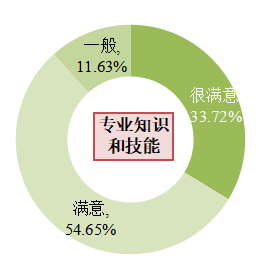 一般,
11.63%
很满意,
33.72%
专业知识
和技能
满意,
54.65%